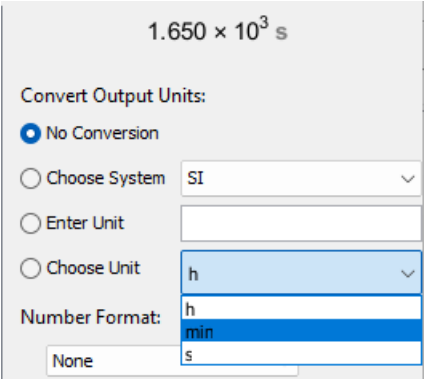 1.650 × 10³ s
Convert Output Units:
No Conversion
Choose System SI
Enter Unit
Choose Unit h
h
Number Format:
min
None s